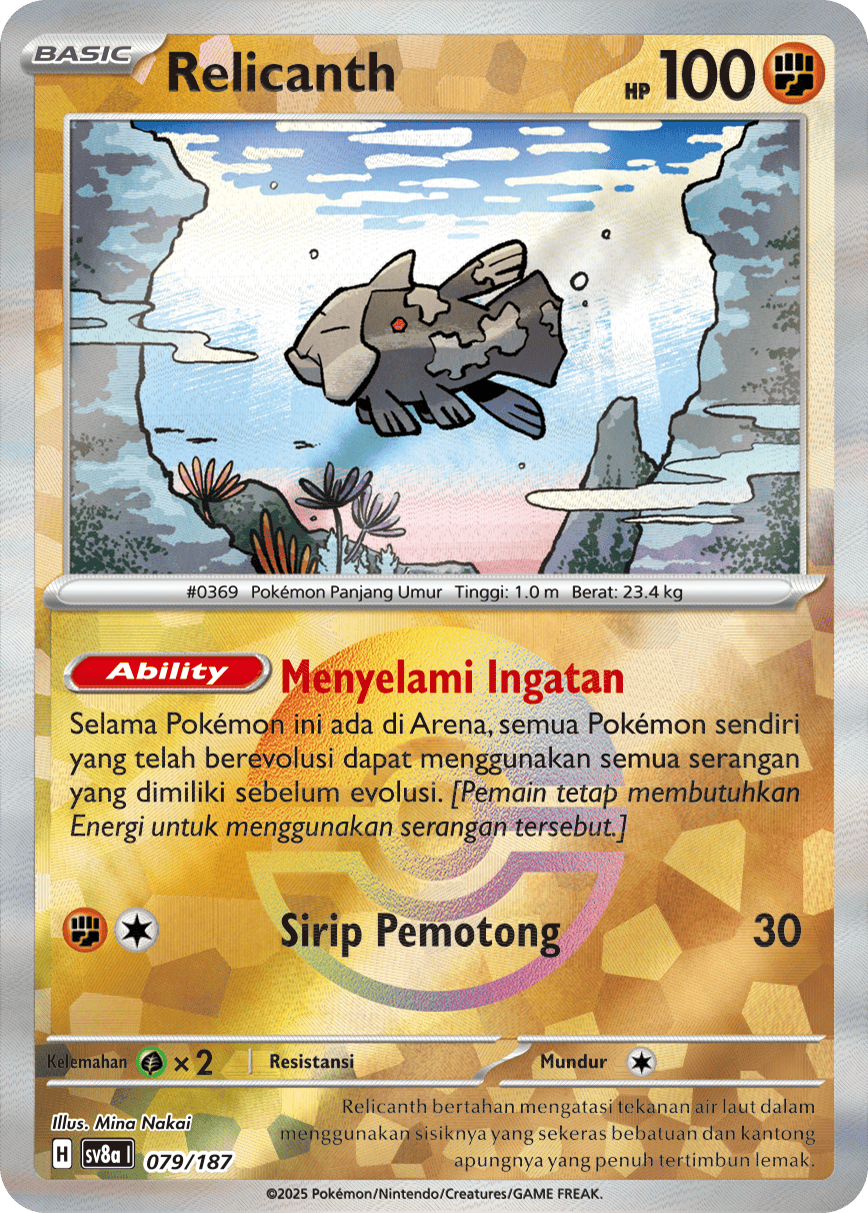 BASIC
Relicanth
HP 100
#0369 Pokémon Panjang Umur Tinggi: 1.0 m Berat: 23.4 kg
Ability Menyelami Ingatan
Selama Pokémon ini ada di Arena, semua Pokémon sendiri
yang telah berevolusi dapat menggunakan semua serangan
yang dimiliki sebelum evolusi. [Pemain tetap membutuhkan
Energi untuk menggunakan serangan tersebut.]
Sirip Pemotong 30
Kelemahan ×2 Resistansi Mundur
Illus. Mina Nakai
Relicanth bertahan mengatasi tekanan air laut dalam
menggunakan sisiknya yang sekeras bebatuan dan kantong
apungnya yang penuh tertimbun lemak.
H sv8a I 079/187
©2025 Pokémon/Nintendo/Creatures/GAME FREAK.